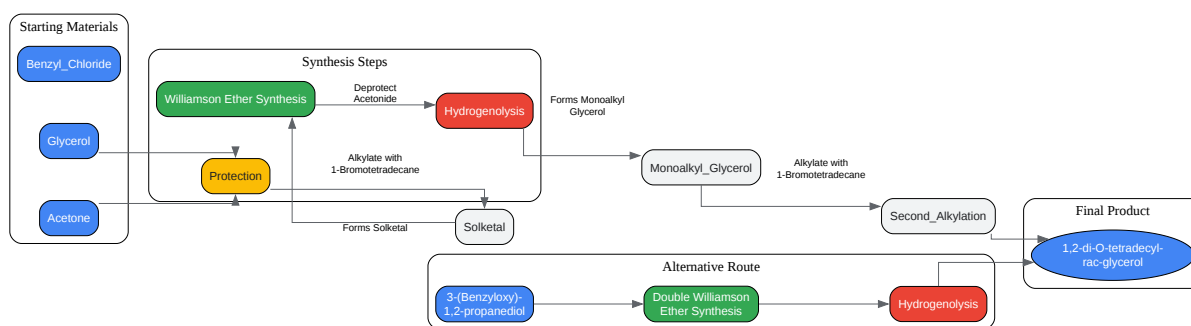 Starting Materials
Benzyl_Chloride
Glycerol
Acetone
Synthesis Steps
Williamson Ether Synthesis
Deprotect
Acetonide
Hydrogenolysis
Protection
Alkylate with
1-Bromotetradecane
Forms Solketal
Solketal
Forms Monoalkyl
Glycerol
Monoalkyl_Glycerol
Alkylate with
1-Bromotetradecane
Second_Alkylation
Final Product
1,2-di-O-tetradecyl-
rac-glycerol
Alternative Route
3-(Benzyloxy)-
1,2-propanediol
Double Williamson
Ether Synthesis
Hydrogenolysis